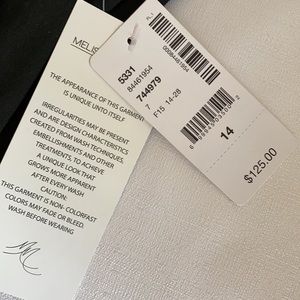 MELIS
THE APPEARANCE OF THIS GARMENT
IS UNIQUE UNTO ITSELF
IRREGULARITIES MAY BE PRESENT
AND ARE DESIGN CHARACTERISTICS
CREATED FROM WASH TECHNIQUES,
EMBELLISHMENTS AND OTHER
TREATMENTS. TO ACHIEVE
A UNIQUE LOOK THAT
GROWS MORE APPARENT
AFTER EVERY WASH
CAUTION:
THIS GARMENT IS NON- COLORFAST
COLORS MAY FADE OR BLEED.
WASH BEFORE WEARING
5331
84461954
744979
7
F15 14-28
14
$125.00